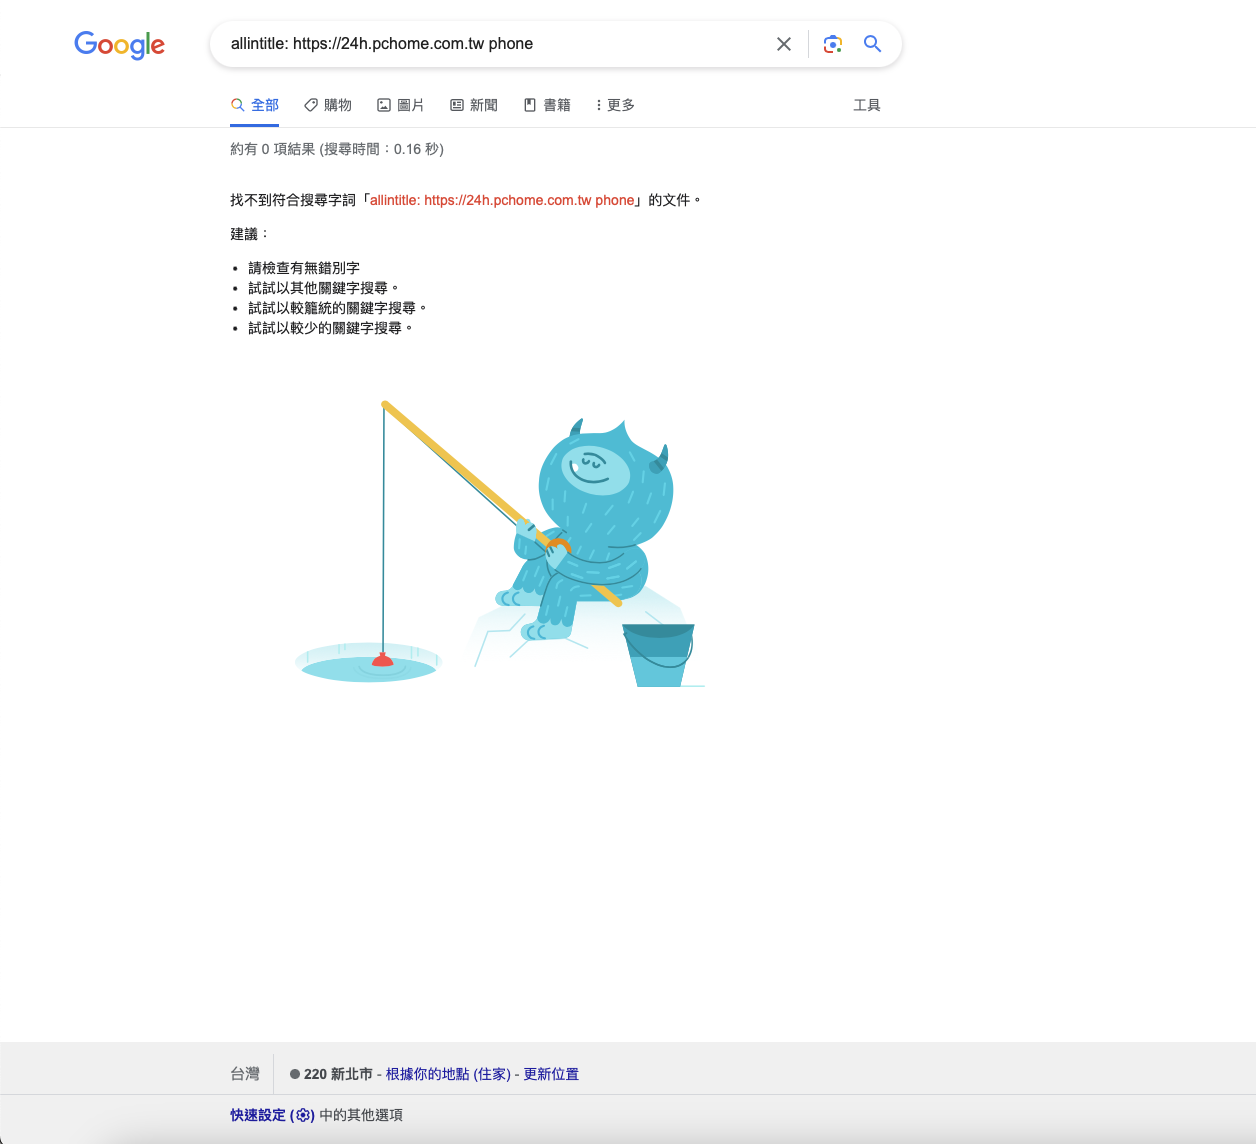 Google
allintitle: https://24h.pchome.com.tw phone
全部 購物 圖片 新聞 書籍 更多 工具
約有 0 項結果 (搜尋時間：0.16 秒)
找不到符合搜尋字詞「allintitle: https://24h.pchome.com.tw phone」的文件。
建議：
• 請檢查有無錯別字
• 試試以其他關鍵字搜尋。
• 試試以較籠統的關鍵字搜尋。
• 試試以較少的關鍵字搜尋。
台灣 220 新北市 - 根據你的地點 (住家) - 更新位置
快速設定 () 中的其他選項